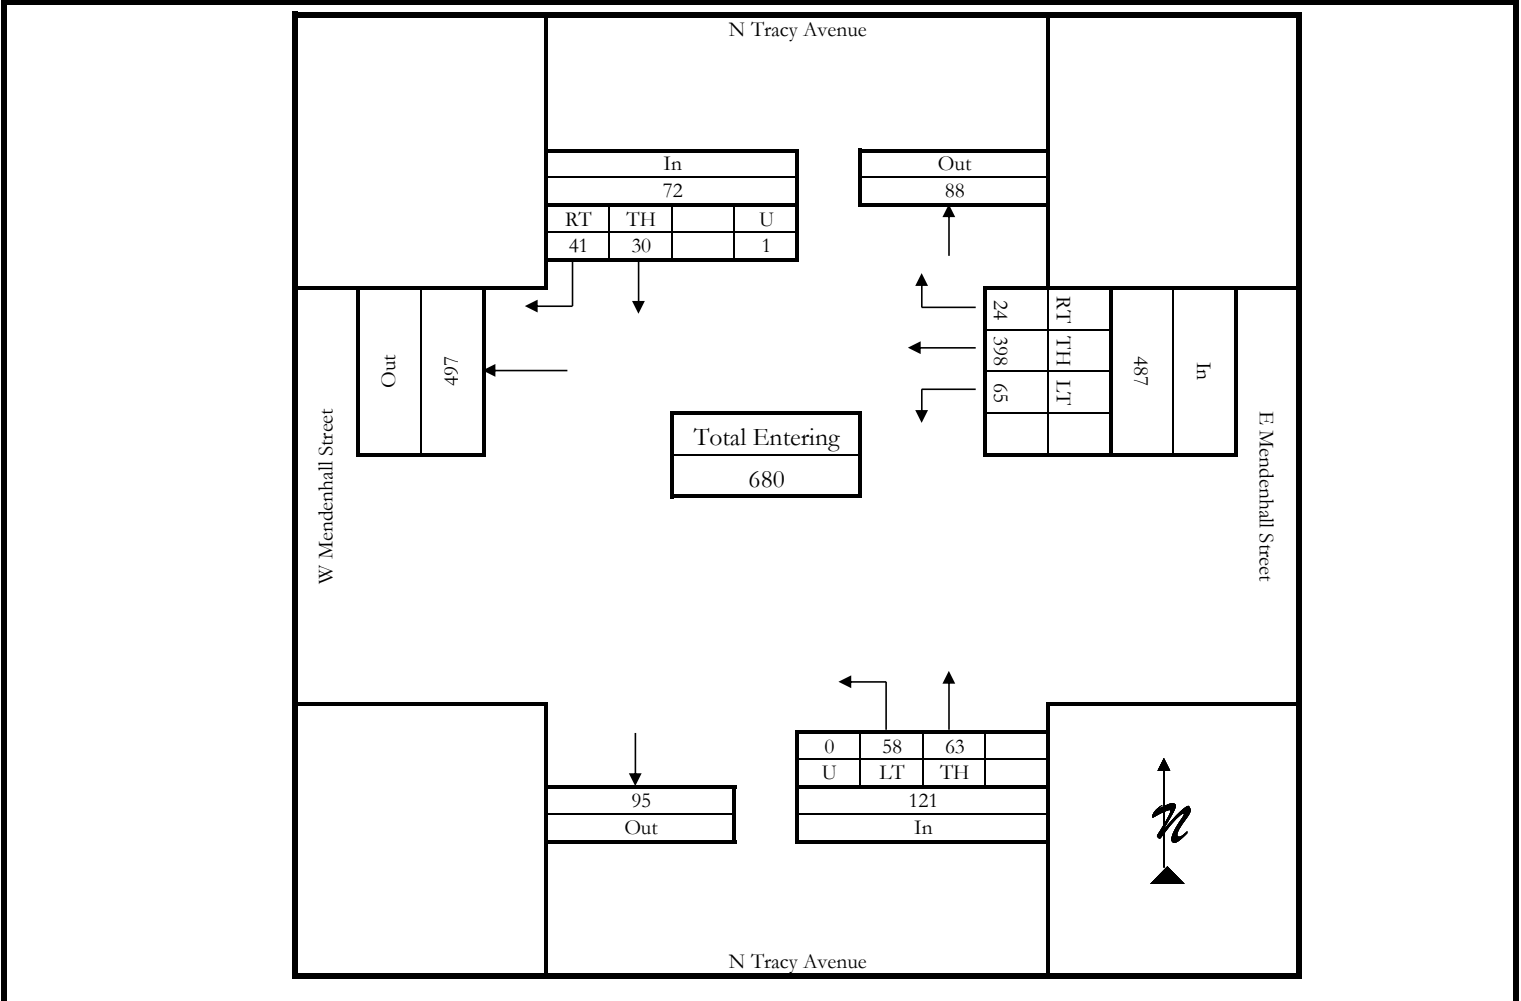 N Tracy Avenue
In
72
RT TH U
41 30 1
Out
88
Out
497
W Mendenhall Street
24 RT
398 TH
65 LT
487
In
E Mendenhall Street
Total Entering
680
0 58 63
U LT TH
121
In
95
Out
N
N Tracy Avenue